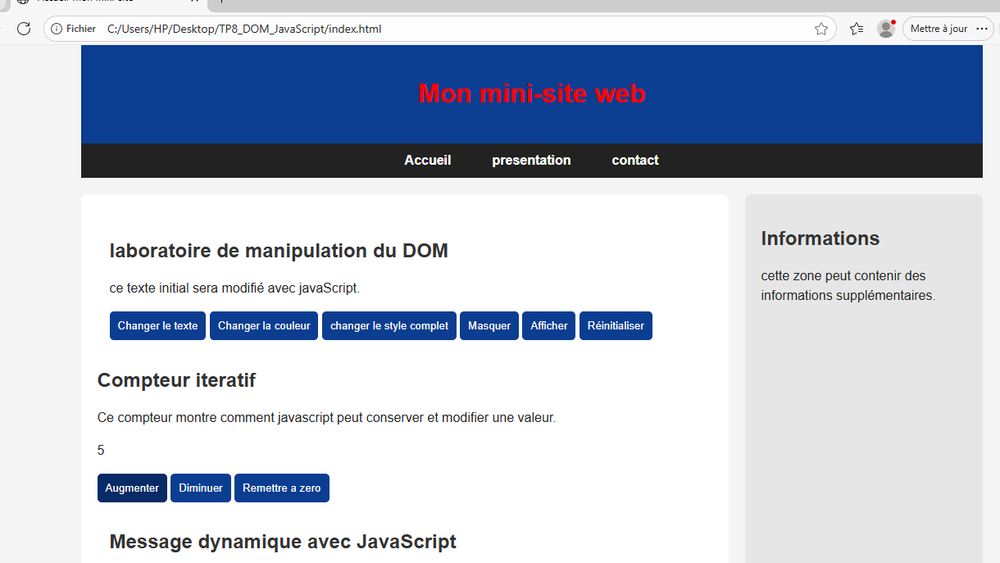 Fichier C:/Users/HP/Desktop/TP8_DOM_JavaScript/index.html Mettre à jour
Mon mini-site web
Accueil presentation contact
laboratoire de manipulation du DOM
ce texte initial sera modifié avec javaScript.
Changer le texte Changer la couleur changer le style complet Masquer Afficher Réinitialiser
Compteur iteratif
Ce compteur montre comment javascript peut conserver et modifier une valeur.
5
Augmenter Diminuer Remettre a zero
Message dynamique avec JavaScript
Informations
cette zone peut contenir des
informations supplémentaires.